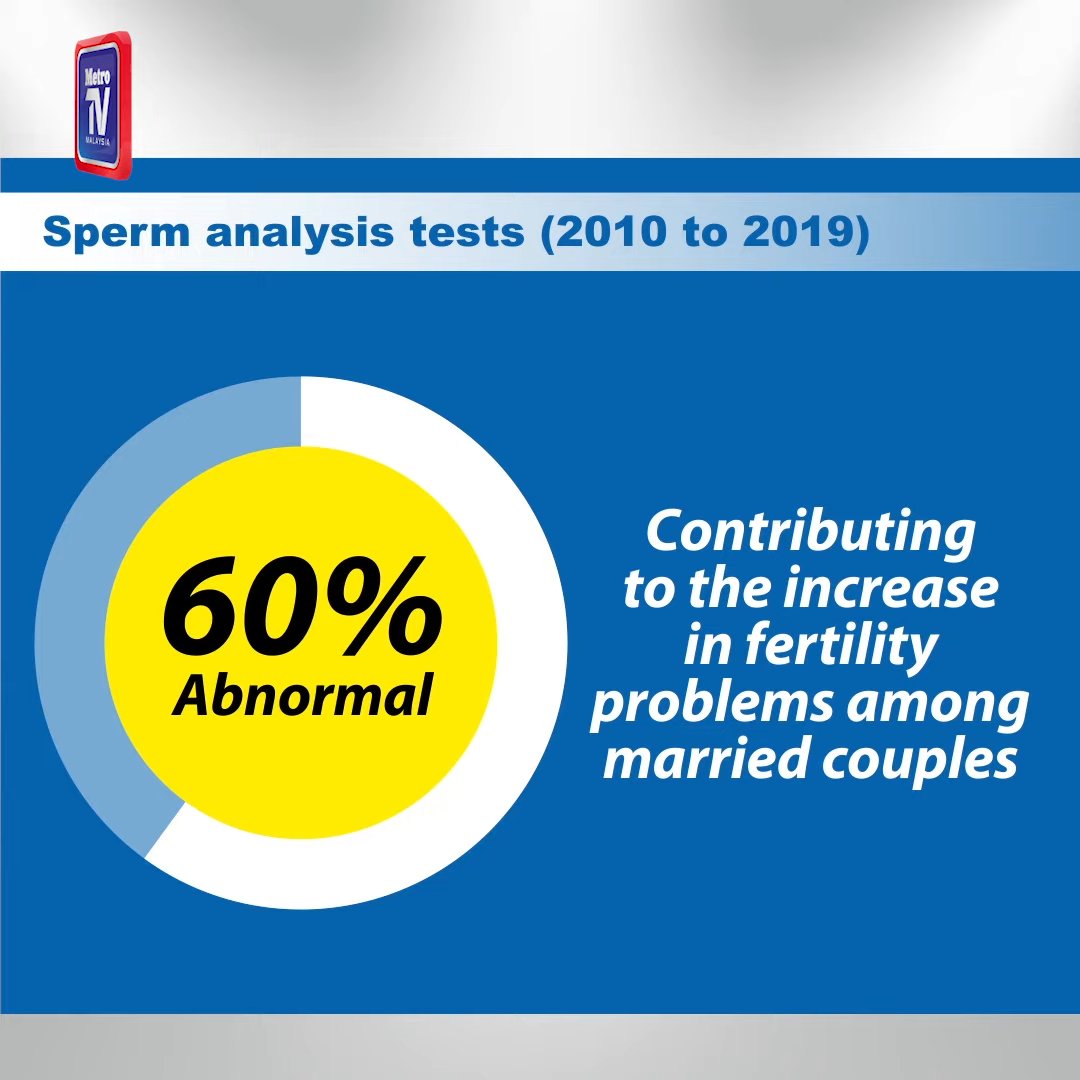 Metro
TV
MALAYSIA
Sperm analysis tests (2010 to 2019)
60%
Abnormal
Contributing
to the increase
in fertility
problems among
married couples